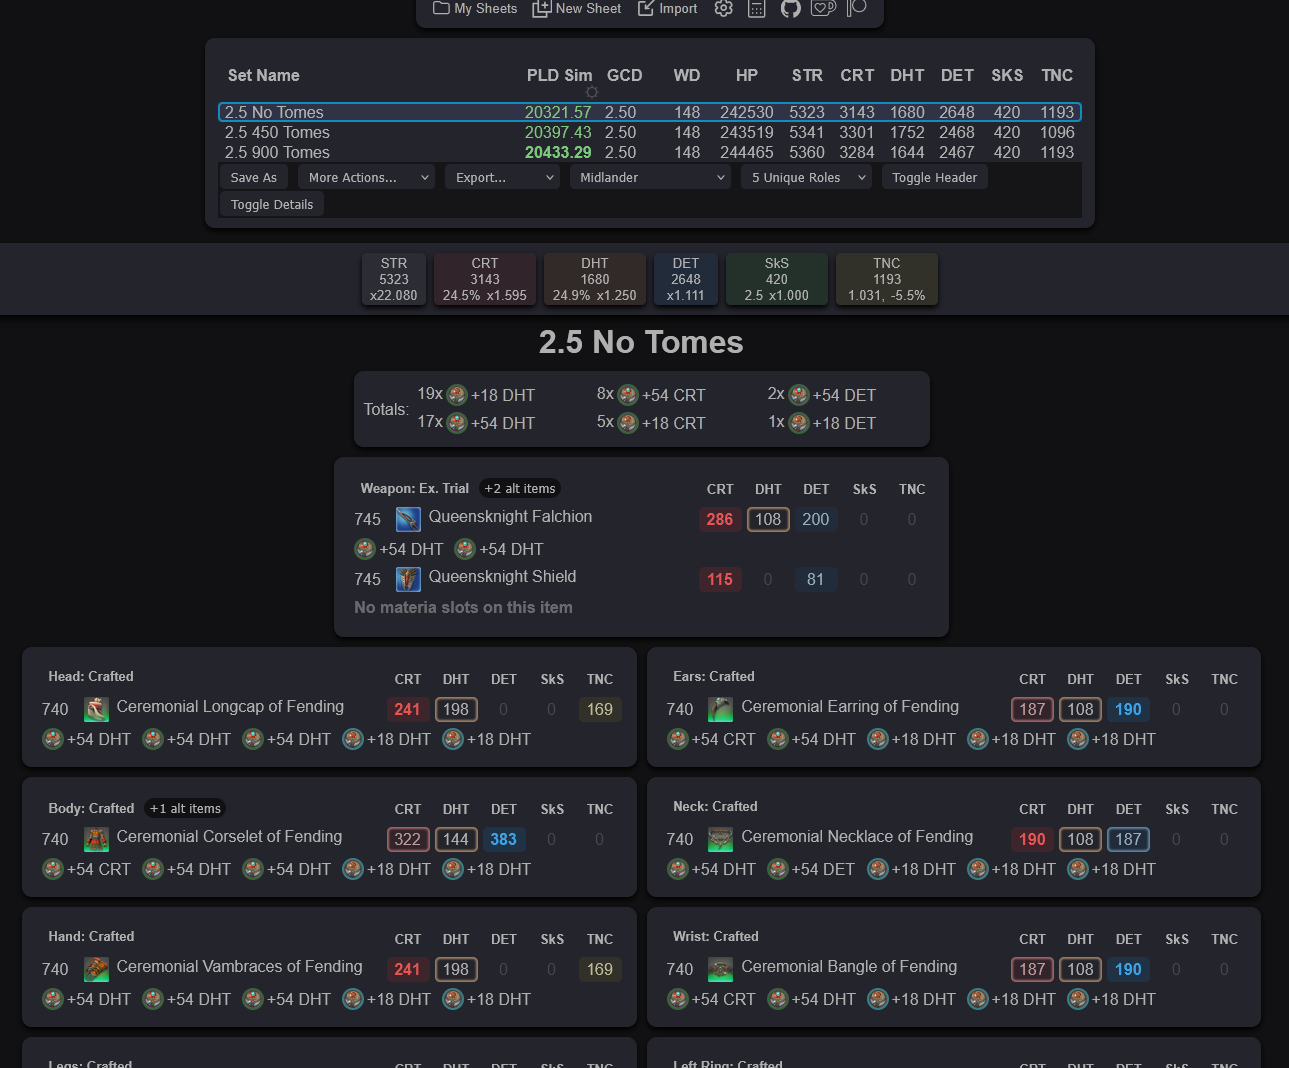 My Sheets New Sheet Import
Set Name PLD Sim GCD WD HP STR CRT DHT DET SKS TNC
2.5 No Tomes 20321.57 2.50 148 242530 5323 3143 1680 2648 420 1193
2.5 450 Tomes 20397.43 2.50 148 243519 5341 3301 1752 2468 420 1096
2.5 900 Tomes 20433.29 2.50 148 244465 5360 3284 1644 2467 420 1193
Save As More Actions... Export... Midlander 5 Unique Roles Toggle Header
Toggle Details
STR CRT DHT DET SkS TNC
5323 3143 1680 2648 420 1193
x22.080 24.5% x1.595 24.9% x1.250 x1.111 2.5 x1.000 1.031, -5.5%
2.5 No Tomes
Totals: 19x +18 DHT 8x +54 CRT 2x +54 DET
17x +54 DHT 5x +18 CRT 1x +18 DET
Weapon: Ex. Trial +2 alt items CRT DHT DET SkS TNC
745 Queensknight Falchion 286 108 200 0 0
+54 DHT +54 DHT
745 Queensknight Shield 115 0 81 0 0
No materia slots on this item
Head: Crafted CRT DHT DET SkS TNC
740 Ceremonial Longcap of Fending 241 198 0 0 169
+54 DHT +54 DHT +54 DHT +18 DHT +18 DHT
Ears: Crafted CRT DHT DET SkS TNC
740 Ceremonial Earring of Fending 187 108 190 0 0
+54 CRT +54 DHT +18 DHT +18 DHT +18 DHT
Body: Crafted +1 alt items CRT DHT DET SkS TNC
740 Ceremonial Corselet of Fending 322 144 383 0 0
+54 CRT +54 DHT +54 DHT +18 DHT +18 DHT
Neck: Crafted CRT DHT DET SkS TNC
740 Ceremonial Necklace of Fending 190 108 187 0 0
+54 DHT +54 DET +18 DHT +18 DHT +18 DHT
Hand: Crafted CRT DHT DET SkS TNC
740 Ceremonial Vambraces of Fending 241 198 0 0 169
+54 DHT +54 DHT +54 DHT +18 DHT +18 DHT
Wrist: Crafted CRT DHT DET SkS TNC
740 Ceremonial Bangle of Fending 187 108 190 0 0
+54 CRT +54 DHT +18 DHT +18 DHT +18 DHT
Legs: Crafted CRT DHT DET SkS TNC
Left Ring: Crafted CRT DHT DET SkS TNC